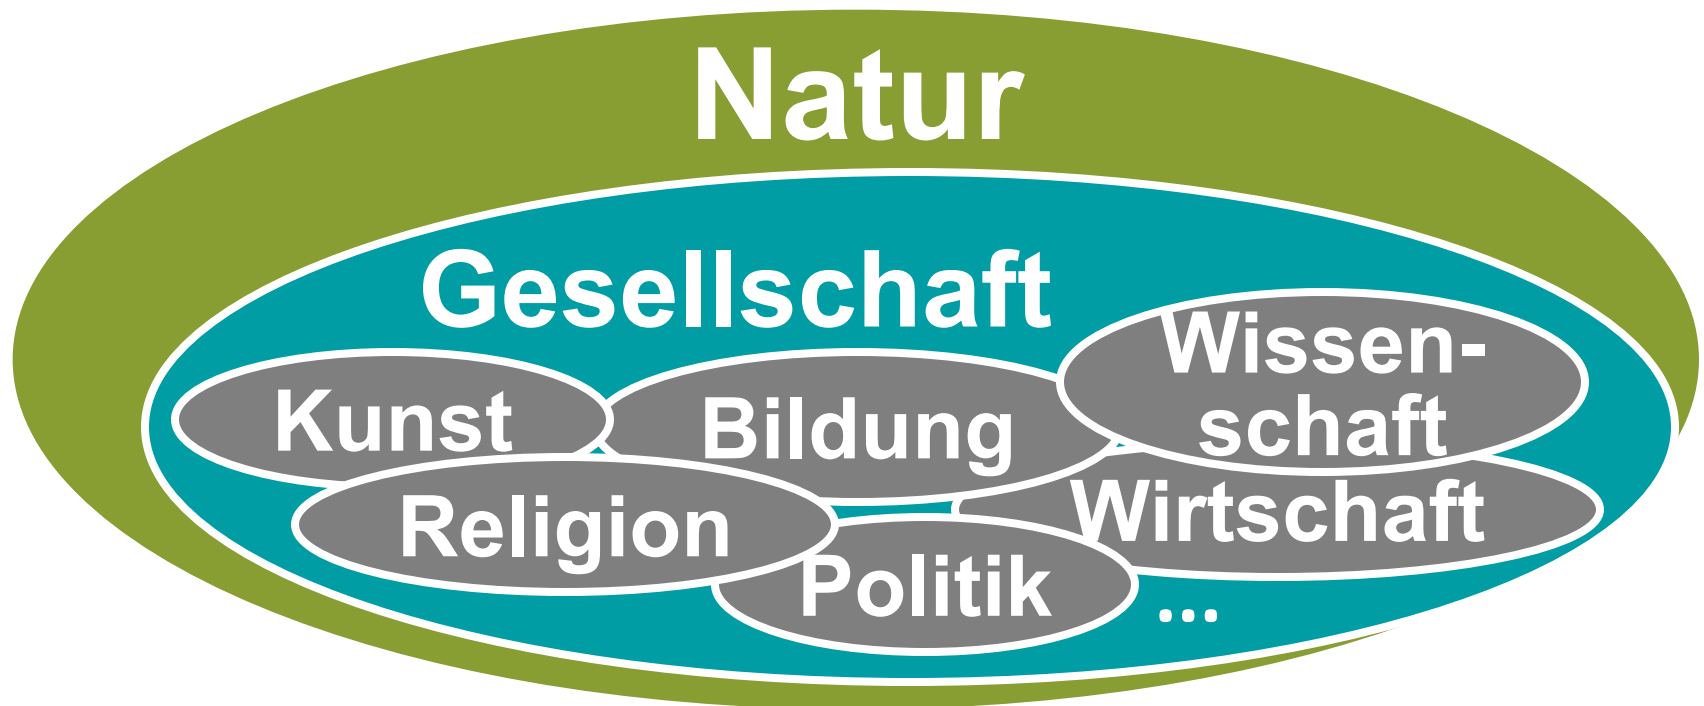 Natur
Gesellschaft
Wissen-
schaft
Kunst
Bildung
Religion
Wirtschaft
Politik
...